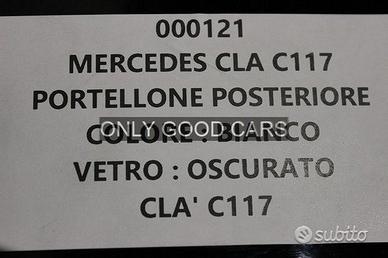 000121
MERCEDES CLA C117
PORTELLONE POSTERIORE
COLORE : BIANCO
ONLY GOOD CARS
VETRO : OSCURATO
CLA' C117
subito